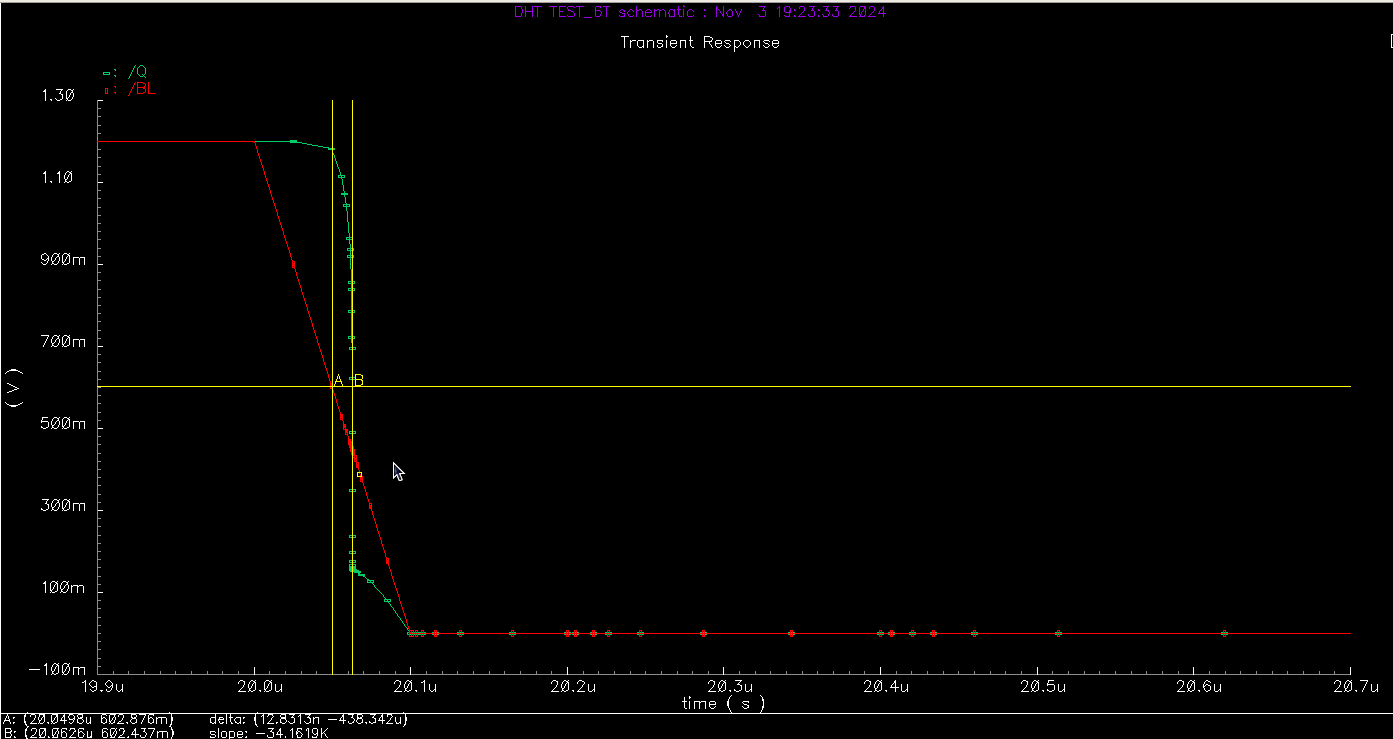 DHT TEST_6T schematic : Nov 3 19:23:33 2024
Transient Response
: /Q
: /BL
1.30
1.10
900m
700m
500m
300m
100m
-100m
( V )
A B
19.9u 20.0u 20.1u 20.2u 20.3u 20.4u 20.5u 20.6u 20.7u
time ( s )
A: (20.0498u 602.876m) delta: (12.8313n -438.342u)
B: (20.0626u 602.437m) slope: -34.1619K